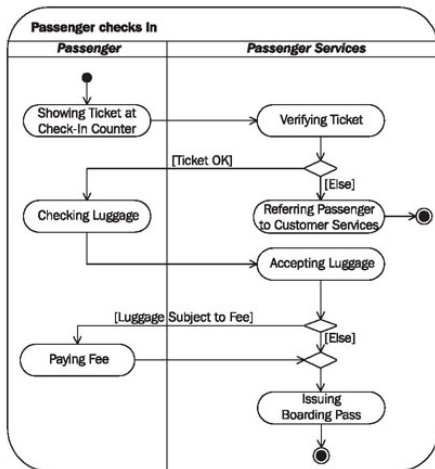 Passenger checks in
Passenger
Passenger Services
Showing Ticket at
Check-In Counter
Verifying Ticket
[Ticket OK]
[Else]
Checking Luggage
Referring Passenger
to Customer Services
Accepting Luggage
[Luggage Subject to Fee]
[Else]
Paying Fee
Issuing
Boarding Pass